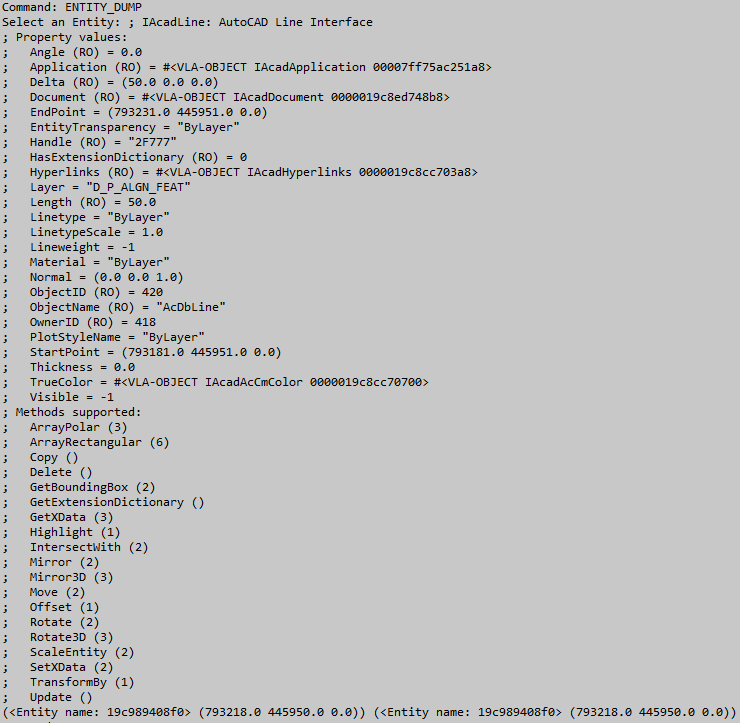 Command: ENTITY_DUMP
Select an Entity: ; IAcadLine: AutoCAD Line Interface
; Property values:
;   Angle (RO) = 0.0
;   Application (RO) = #<VLA-OBJECT IAcadApplication 00007ff75ac251a8>
;   Delta (RO) = (50.0 0.0 0.0)
;   Document (RO) = #<VLA-OBJECT IAcadDocument 0000019c8ed748b8>
;   EndPoint = (793231.0 445951.0 0.0)
;   EntityTransparency = "ByLayer"
;   Handle (RO) = "2F777"
;   HasExtensionDictionary (RO) = 0
;   Hyperlinks (RO) = #<VLA-OBJECT IAcadHyperlinks 0000019c8cc703a8>
;   Layer = "D_P_ALGN_FEAT"
;   Length (RO) = 50.0
;   Linetype = "ByLayer"
;   LinetypeScale = 1.0
;   Lineweight = -1
;   Material = "ByLayer"
;   Normal = (0.0 0.0 1.0)
;   ObjectID (RO) = 420
;   ObjectName (RO) = "AcDbLine"
;   OwnerID (RO) = 418
;   PlotStyleName = "ByLayer"
;   StartPoint = (793181.0 445951.0 0.0)
;   Thickness = 0.0
;   TrueColor = #<VLA-OBJECT IAcadAcCmColor 0000019c8cc70700>
;   Visible = -1
; Methods supported:
;   ArrayPolar (3)
;   ArrayRectangular (6)
;   Copy ()
;   Delete ()
;   GetBoundingBox (2)
;   GetExtensionDictionary ()
;   GetXData (3)
;   Highlight (1)
;   IntersectWith (2)
;   Mirror (2)
;   Mirror3D (3)
;   Move (2)
;   Offset (1)
;   Rotate (2)
;   Rotate3D (3)
;   ScaleEntity (2)
;   SetXData (2)
;   TransformBy (1)
;   Update ()
(<Entity name: 19c989408f0> (793218.0 445950.0 0.0)) (<Entity name: 19c989408f0> (793218.0 445950.0 0.0))